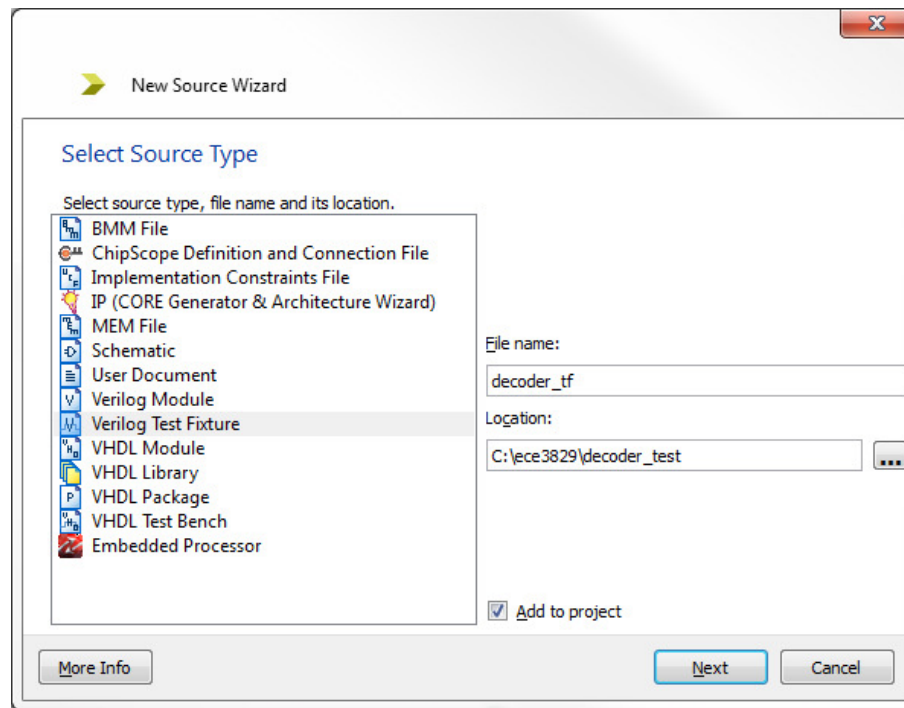 New Source Wizard
Select Source Type
Select source type, file name and its location.
BMM File
ChipScope Definition and Connection File
Implementation Constraints File
IP (CORE Generator & Architecture Wizard)
MEM File
Schematic
User Document
Verilog Module
Verilog Test Fixture
VHDL Module
VHDL Library
VHDL Package
VHDL Test Bench
Embedded Processor
File name:
decoder_tf
Location:
C:\ece3829\decoder_test
...
Add to project
More Info
Next
Cancel